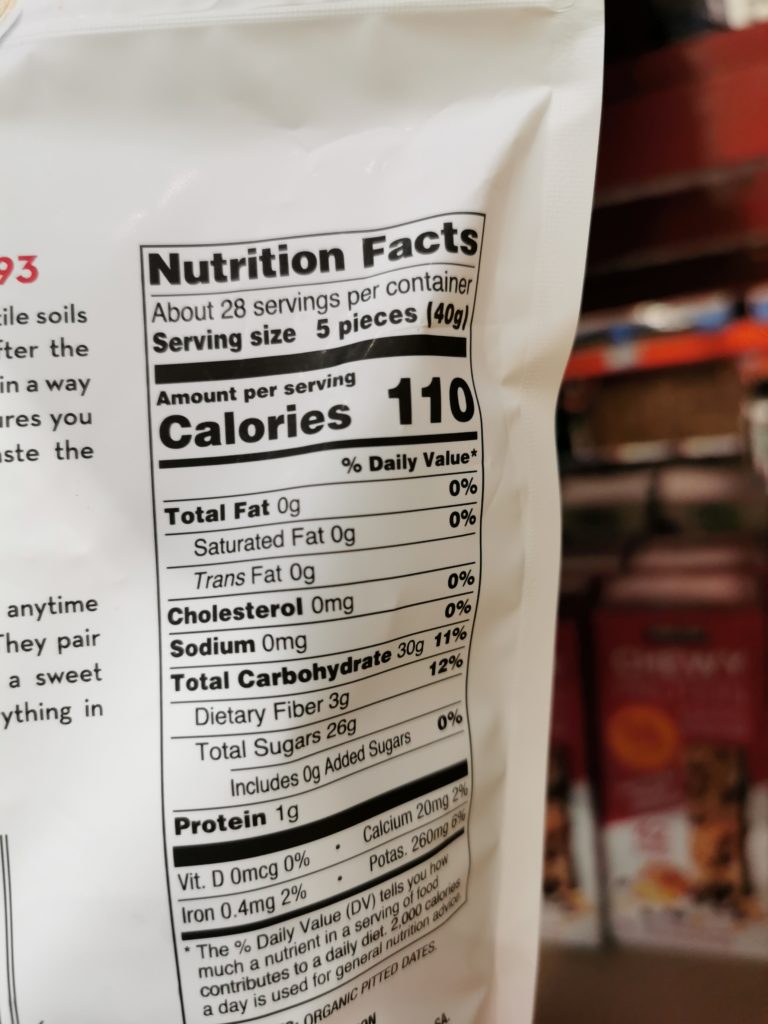 93
tile soils
fter the
in a way
ures you
aste the
anytime
They pair
a sweet
ything in
Nutrition Facts
About 28 servings per container
Serving size 5 pieces (40g)
Amount per serving
Calories 110
% Daily Value*
Total Fat 0g 0%
Saturated Fat 0g 0%
Trans Fat 0g
Cholesterol 0mg 0%
Sodium 0mg 0%
Total Carbohydrate 30g 11%
Dietary Fiber 3g 12%
Total Sugars 26g
Includes 0g Added Sugars 0%
Protein 1g
Vit. D 0mcg 0% • Calcium 20mg 2%
Iron 0.4mg 2% • Potas. 260mg 6%
* The % Daily Value (DV) tells you how
much a nutrient in a serving of food
contributes to a daily diet. 2,000 calories
a day is used for general nutrition advice.
ORGANIC PITTED DATES.
CHEWY